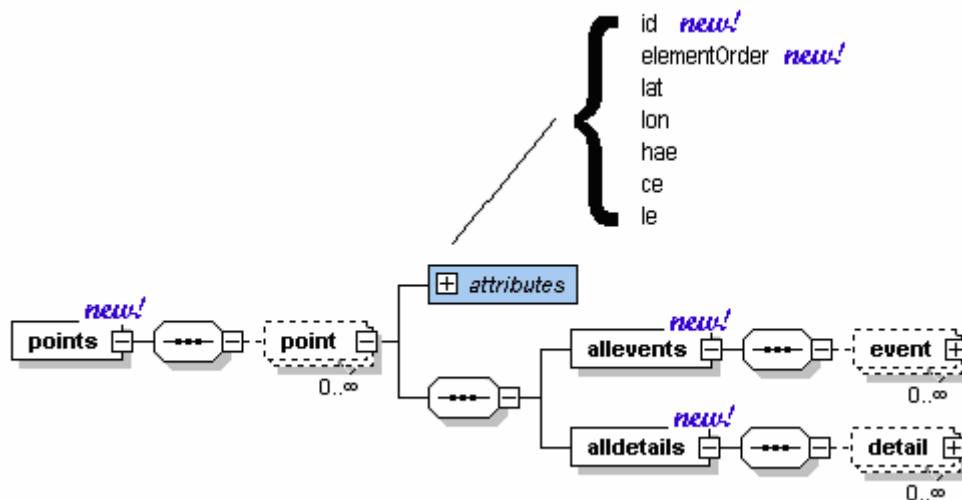 id new!
elementOrder new!
lat
lon
hae
ce
le
attributes
new!
points
point
0..∞
new!
allevents
event
0..∞
new!
alldetails
detail
0..∞